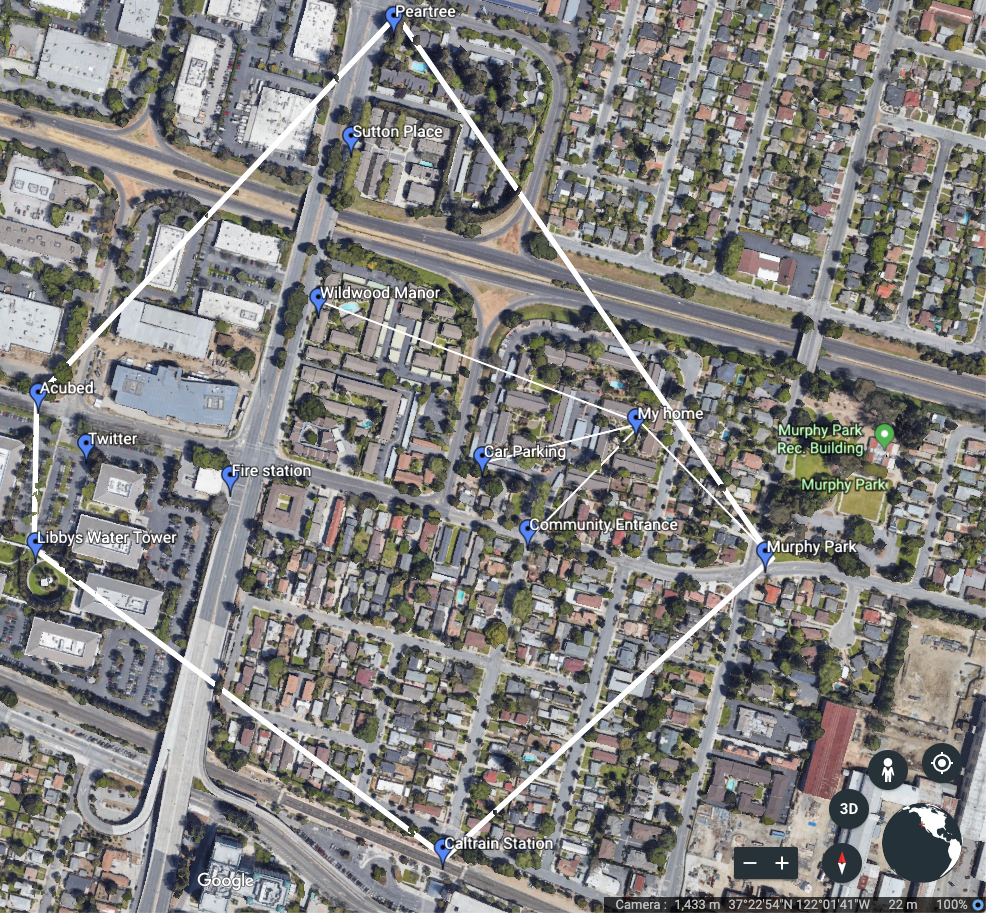 Peartree
Sutton Place
Wildwood Manor
Acubed
My home
Murphy Park
Rec. Building
Twitter
Car Parking
Fire station
Murphy Park
Community Entrance
Libbys Water Tower
Murphy Park
3D
Caltrain Station
Google
Camera : 1,433 m 37°22'54"N 122°01'41"W 22 m 100%